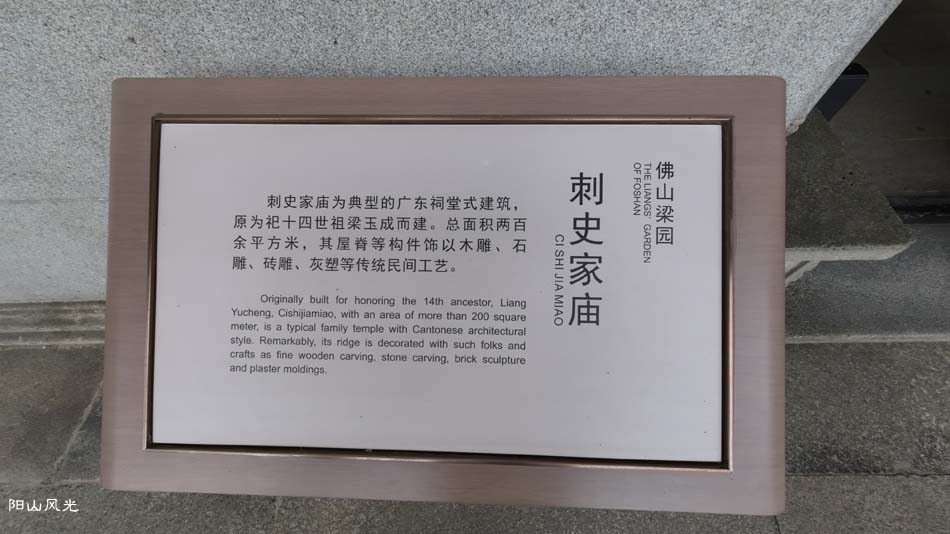 佛山梁园
THE LIANGS' GARDEN
OF FOSHAN
刺史家庙
CI SHI JIA MIAO
刺史家庙为典型的广东祠堂式建筑，
原为祀十四世祖梁玉成而建。总面积两百
余平方米，其屋脊等构件饰以木雕、石
雕、砖雕、灰塑等传统民间工艺。
Originally built for honoring the 14th ancestor, Liang
Yucheng, Cishijiamiao, with an area of more than 200 square
meter, is a typical family temple with Cantonese architectural
style. Remarkably, its ridge is decorated with such folks and
crafts as fine wooden carving, stone carving, brick sculpture
and plaster moldings.
阳山风光